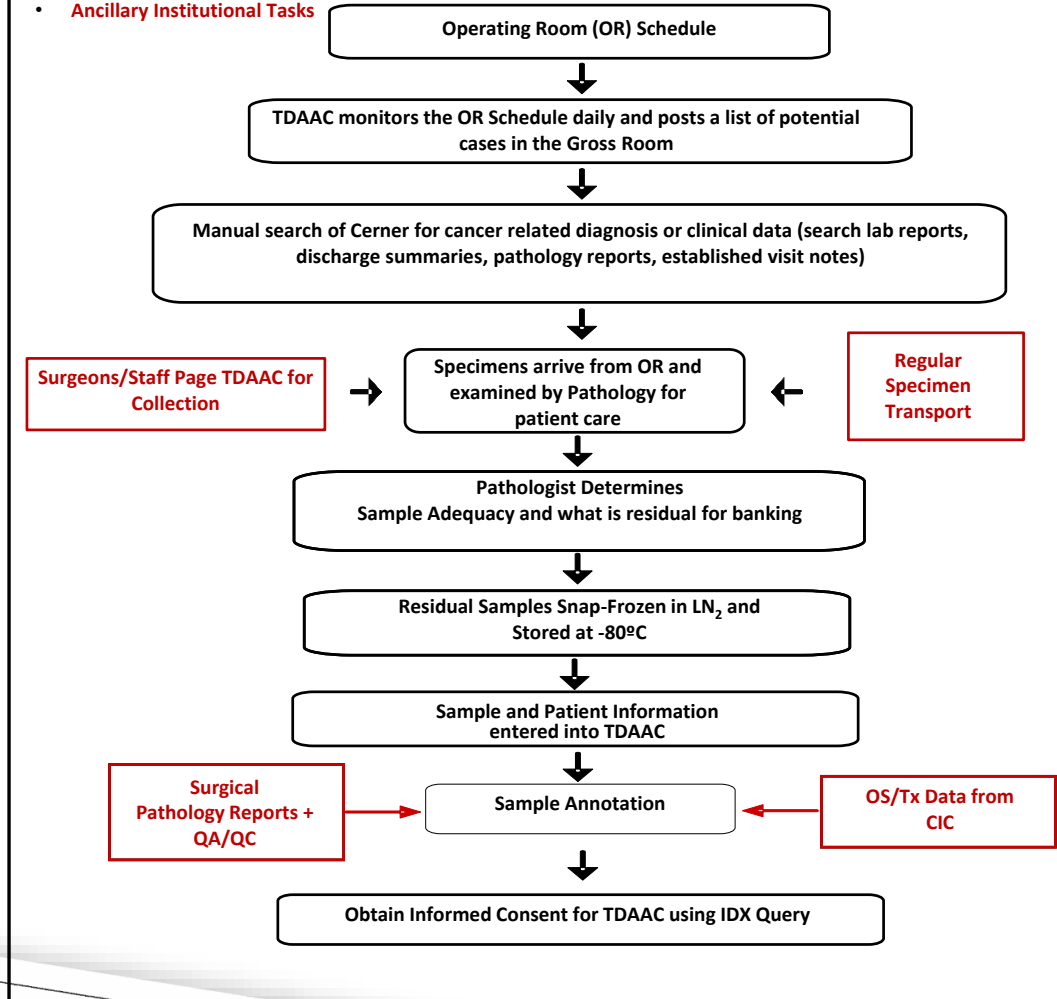 • Ancillary Institutional Tasks
Operating Room (OR) Schedule
TDAAC monitors the OR Schedule daily and posts a list of potential
cases in the Gross Room
Manual search of Cerner for cancer related diagnosis or clinical data (search lab reports,
discharge summaries, pathology reports, established visit notes)
Surgeons/Staff Page TDAAC for
Collection
Specimens arrive from OR and
examined by Pathology for
patient care
Regular
Specimen
Transport
Pathologist Determines
Sample Adequacy and what is residual for banking
Residual Samples Snap-Frozen in LN₂ and
Stored at -80ºC
Sample and Patient Information
entered into TDAAC
Surgical
Pathology Reports +
QA/QC
Sample Annotation
OS/Tx Data from
CIC
Obtain Informed Consent for TDAAC using IDX Query